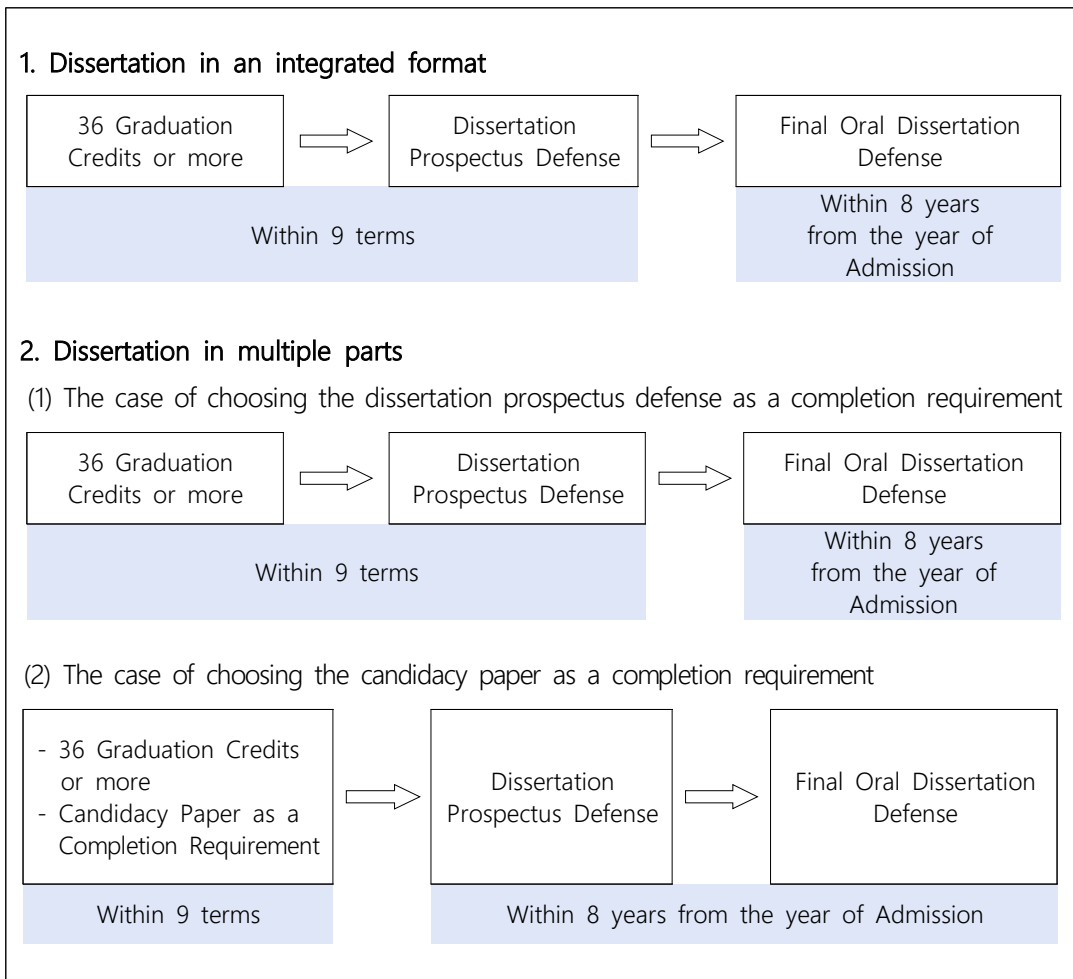 1. Dissertation in an integrated format
36 Graduation
Credits or more
Dissertation
Prospectus Defense
Final Oral Dissertation
Defense
Within 9 terms
Within 8 years
from the year of
Admission
2. Dissertation in multiple parts
(1) The case of choosing the dissertation prospectus defense as a completion requirement
36 Graduation
Credits or more
Dissertation
Prospectus Defense
Final Oral Dissertation
Defense
Within 9 terms
Within 8 years
from the year of
Admission
(2) The case of choosing the candidacy paper as a completion requirement
- 36 Graduation Credits
or more
- Candidacy Paper as a
Completion Requirement
Dissertation
Prospectus Defense
Final Oral Dissertation
Defense
Within 9 terms
Within 8 years from the year of Admission